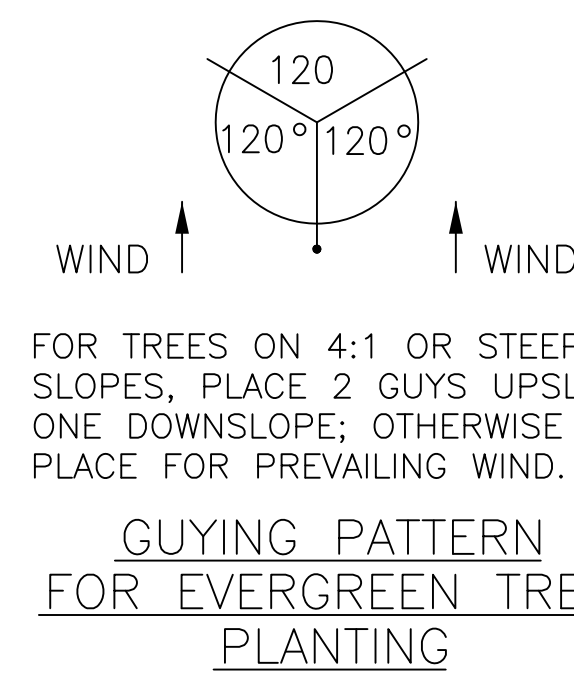 120
120° 120°
WIND WIND
FOR TREES ON 4:1 OR
SLOPES, PLACE 2 GUYS
ONE DOWNSLOPE; OTHERWISE
PLACE FOR PREVAILING WIND.
GUYING PATTERN
FOR EVERGREEN
PLANTING